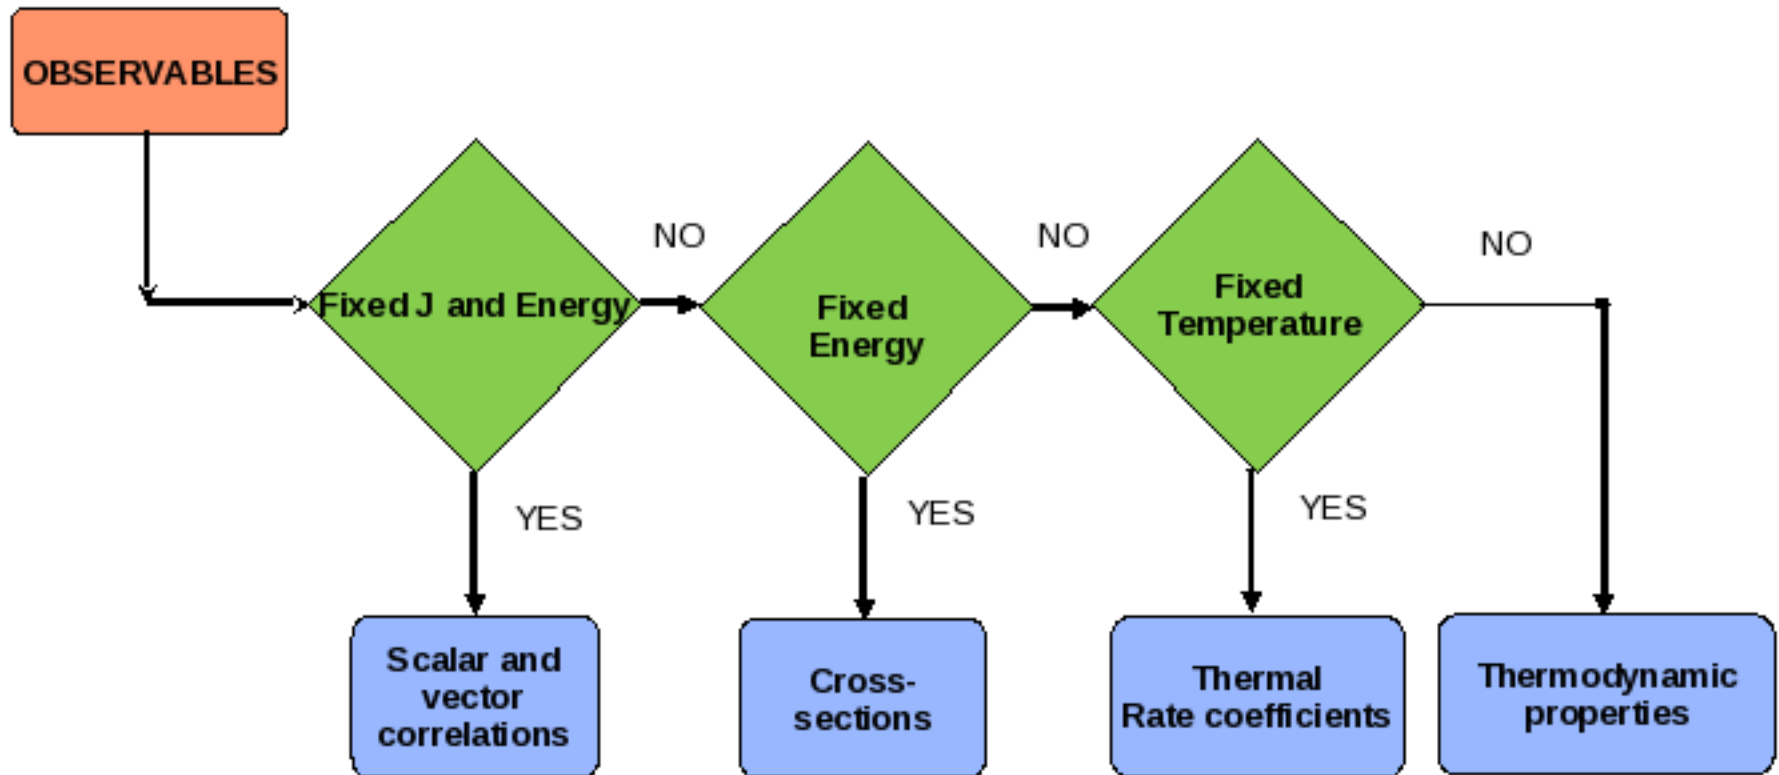 OBSERVABLES
Fixed J and Energy
NO
Fixed
Energy
NO
Fixed
Temperature
NO
YES
YES
YES
Scalar and
vector
correlations
Cross-
sections
Thermal
Rate coefficients
Thermodynamic
properties